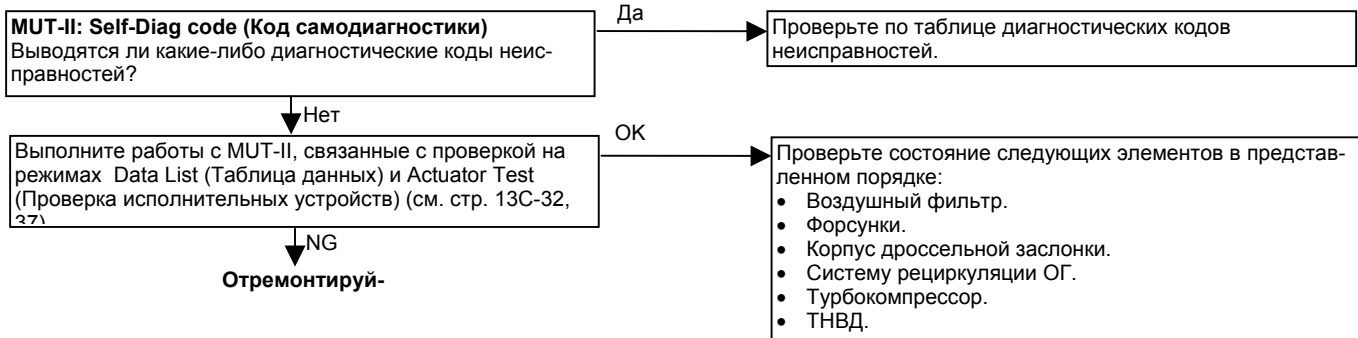 MUT-II: Self-Diag code (Код самодиагностики)
Выводятся ли какие-либо диагностические коды неис-
правностей?
Да
Проверьте по таблице диагностических кодов
неисправностей.
Нет
Выполните работы с MUT-II, связанные с проверкой на
режимах Data List (Таблица данных) и Actuator Test
(Проверка исполнительных устройств) (см. стр. 13C-32,
37)
OK
Проверьте состояние следующих элементов в представ-
ленном порядке:
• Воздушный фильтр.
• Форсунки.
• Корпус дроссельной заслонки.
• Систему рециркуляции ОГ.
• Турбокомпрессор.
• ТНВД.
NG
Отремонтируй-